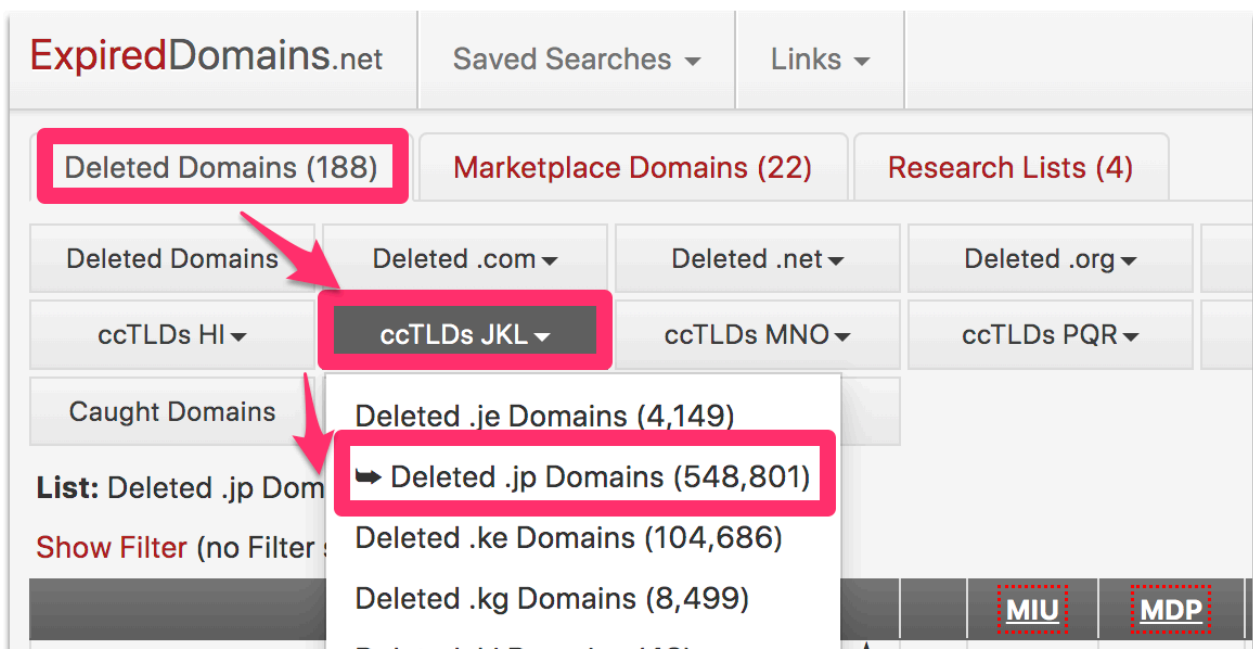 ExpiredDomains.net
Saved Searches
Links
Deleted Domains (188)
Marketplace Domains (22)
Research Lists (4)
Deleted Domains
Deleted .com
Deleted .net
Deleted .org
ccTLDs HI
ccTLDs JKL
ccTLDs MNO
ccTLDs PQR
Caught Domains
Deleted .je Domains (4,149)
Deleted .jp Domains (548,801)
Deleted .ke Domains (104,686)
Deleted .kg Domains (8,499)
List: Deleted .jp Dom
Show Filter (no Filter
MIU
MDP